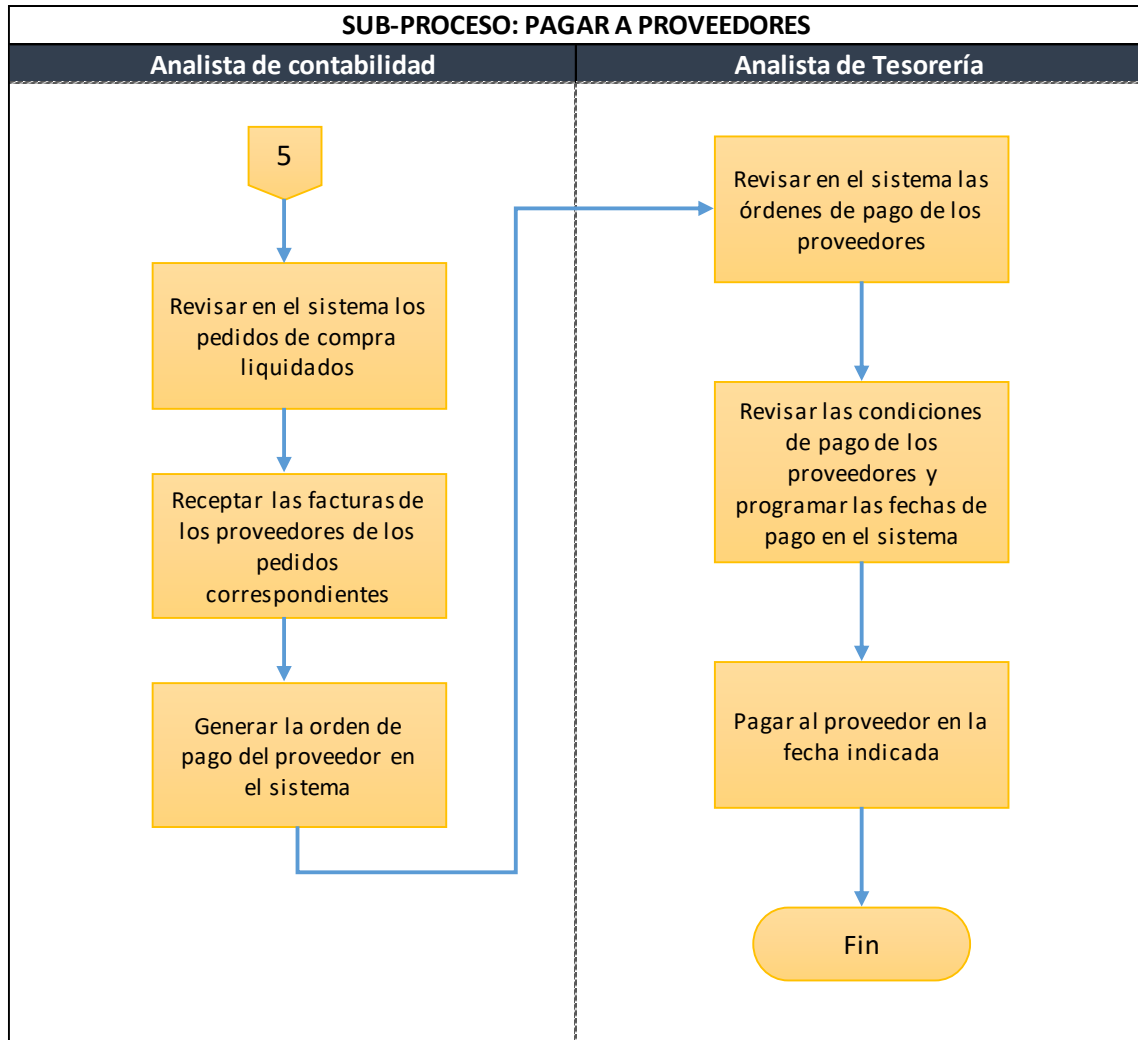 SUB-PROCESO: PAGAR A PROVEEDORES
Analista de contabilidad
Analista de Tesorería
5
Revisar en el sistema los
pedidos de compra
liquidados
Receptar las facturas de
los proveedores de los
pedidos
correspondientes
Generar la orden de
pago del proveedor en
el sistema
Revisar en el sistema las
órdenes de pago de los
proveedores
Revisar las condiciones
de pago de los
proveedores y
programar las fechas de
pago en el sistema
Pagar al proveedor en la
fecha indicada
Fin